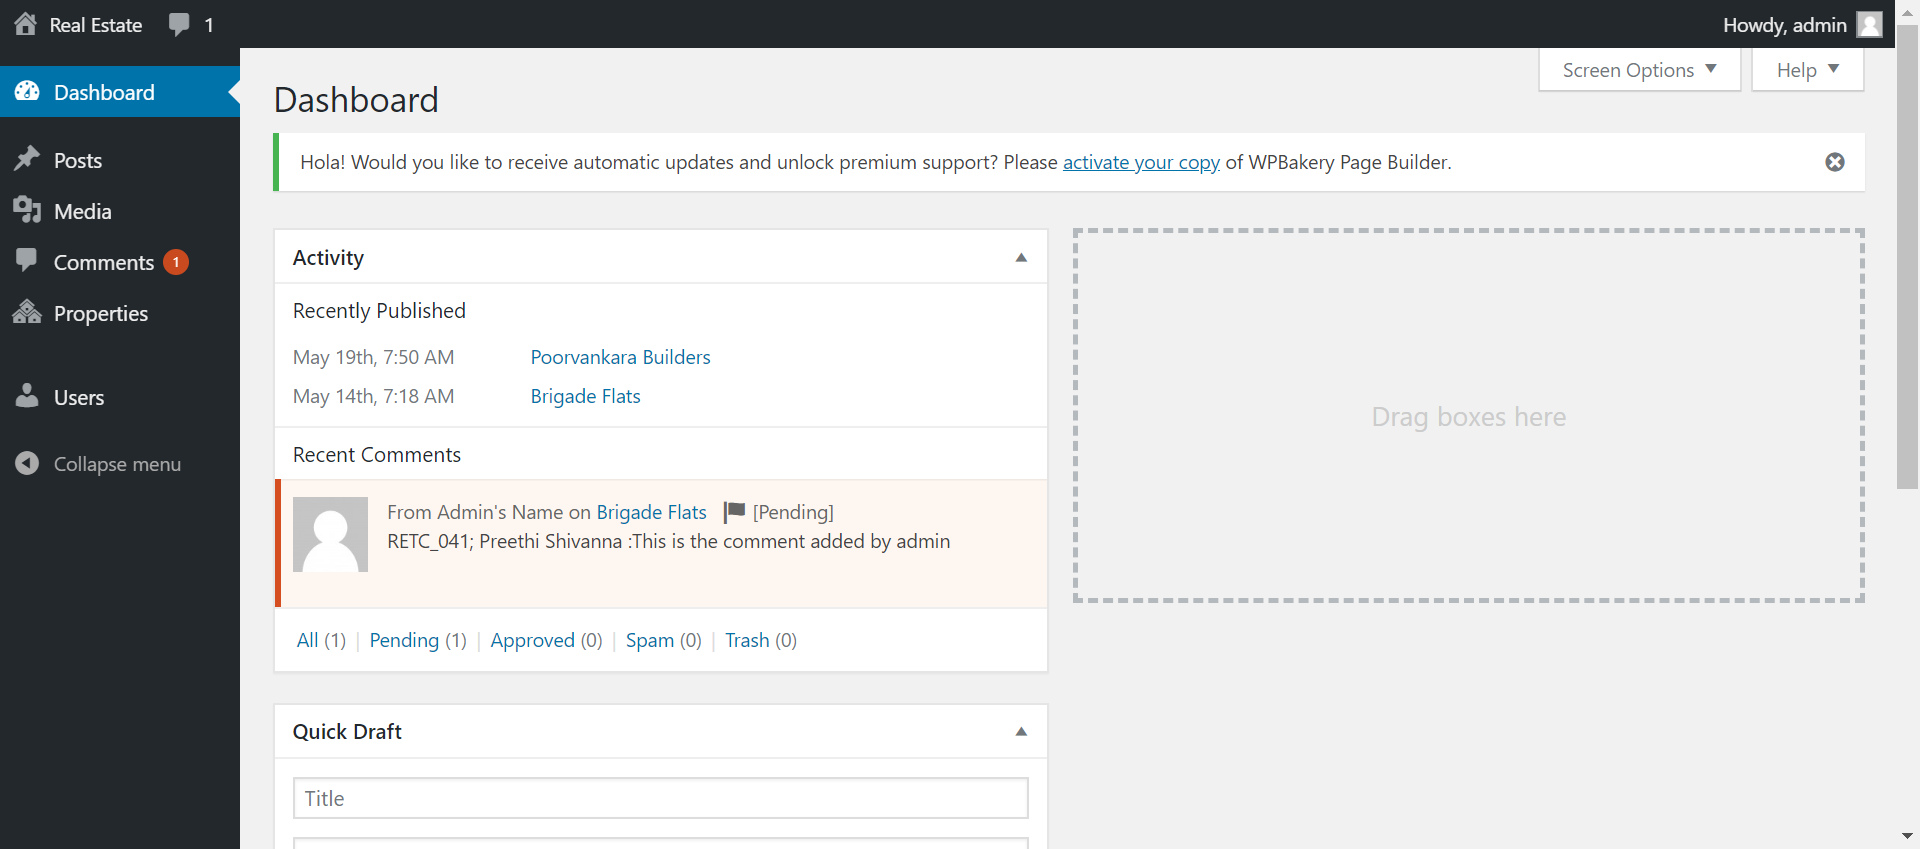 Real Estate 1 Howdy, admin
Screen Options Help
Dashboard
Dashboard
Hola! Would you like to receive automatic updates and unlock premium support? Please activate your copy of WPBakery Page Builder.
Posts
Media
Comments 1
Properties
Users
Collapse menu
Activity
Recently Published
May 19th, 7:50 AM Poorvankara Builders
May 14th, 7:18 AM Brigade Flats
Recent Comments
From Admin's Name on Brigade Flats [Pending]
RETC_041; Preethi Shivanna :This is the comment added by admin
All (1) | Pending (1) | Approved (0) | Spam (0) | Trash (0)
Drag boxes here
Quick Draft
Title